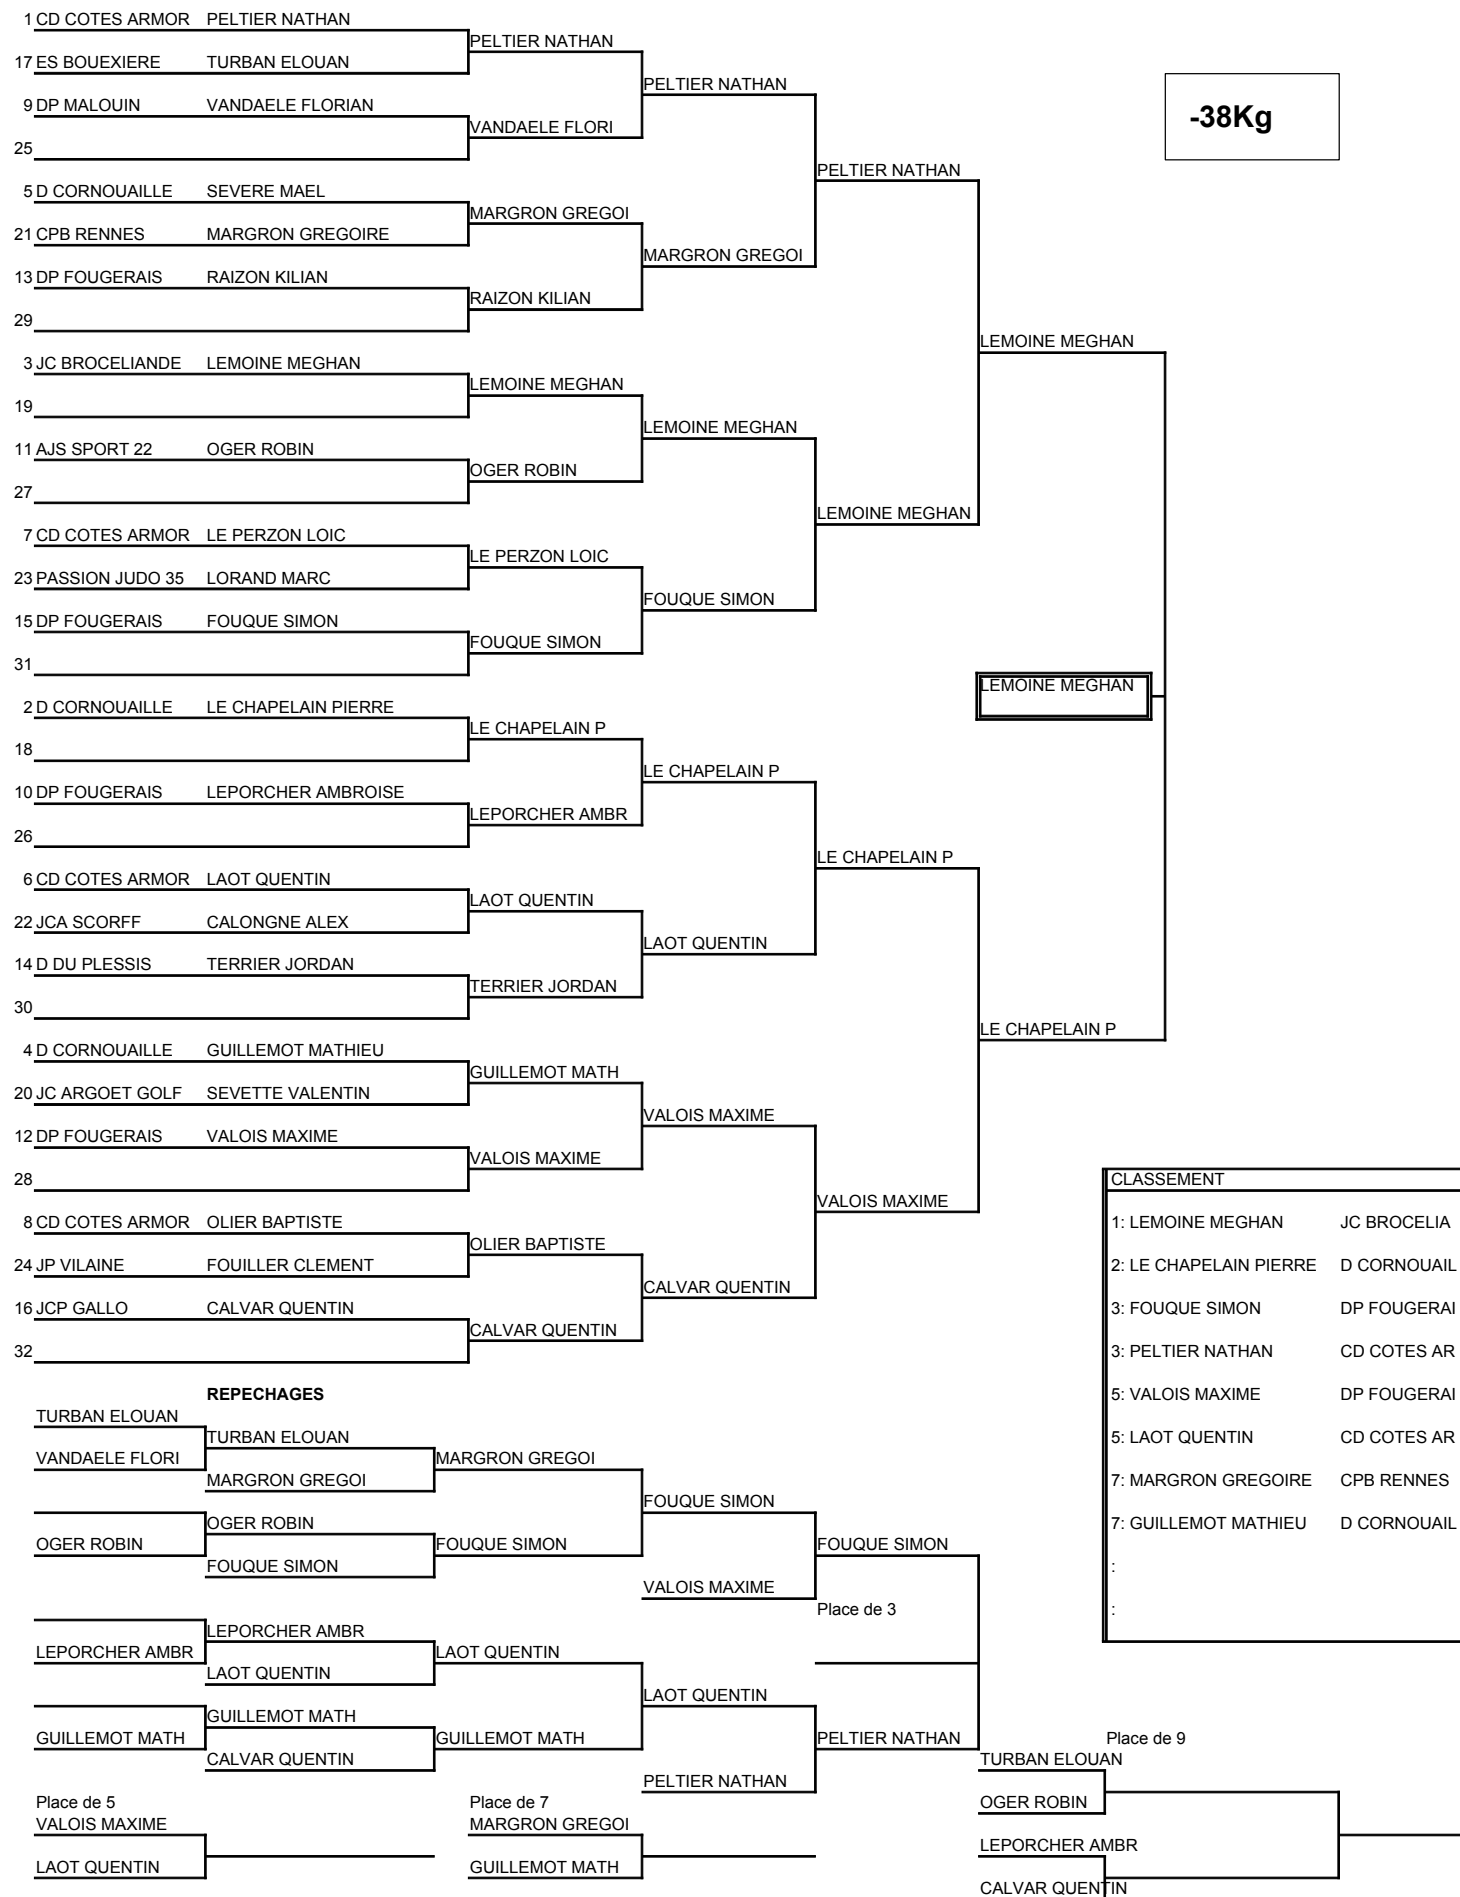 1 CD COTES ARMOR PELTIER NATHAN
PELTIER NATHAN
17 ES BOUEXIERE TURBAN ELOUAN
PELTIER NATHAN
9 DP MALOUIN VANDAELE FLORIAN
-38Kg
VANDAELE FLORI
25
PELTIER NATHAN
5 D CORNOUAILLE SEVERE MAEL
MARGRON GREGOI
21 CPB RENNES MARGRON GREGOIRE
MARGRON GREGOI
13 DP FOUGERAIS RAIZON KILIAN
RAIZON KILIAN
29
LEMOINE MEGHAN
3 JC BROCELIANDE LEMOINE MEGHAN
LEMOINE MEGHAN
19
LEMOINE MEGHAN
11 AJS SPORT 22 OGER ROBIN
OGER ROBIN
27
LEMOINE MEGHAN
7 CD COTES ARMOR LE PERZON LOIC
LE PERZON LOIC
23 PASSION JUDO 35 LORAND MARC
FOUQUE SIMON
15 DP FOUGERAIS FOUQUE SIMON
FOUQUE SIMON
31
LEMOINE MEGHAN
2 D CORNOUAILLE LE CHAPELAIN PIERRE
LE CHAPELAIN P
18
LE CHAPELAIN P
10 DP FOUGERAIS LEPORCHER AMBROISE
LEPORCHER AMBR
26
LE CHAPELAIN P
6 CD COTES ARMOR LAOT QUENTIN
LAOT QUENTIN
22 JCA SCORFF CALONGNE ALEX
LAOT QUENTIN
14 D DU PLESSIS TERRIER JORDAN
TERRIER JORDAN
30
LE CHAPELAIN P
4 D CORNOUAILLE GUILLEMOT MATHIEU
GUILLEMOT MATH
20 JC ARGOET GOLF SEVETTE VALENTIN
VALOIS MAXIME
12 DP FOUGERAIS VALOIS MAXIME
VALOIS MAXIME
28
VALOIS MAXIME
8 CD COTES ARMOR OLIER BAPTISTE
OLIER BAPTISTE
24 JP VILAINE FOUILLER CLEMENT
CALVAR QUENTIN
16 JCP GALLO CALVAR QUENTIN
CALVAR QUENTIN
32
CLASSEMENT
1: LEMOINE MEGHAN JC BROCELIA
2: LE CHAPELAIN PIERRE D CORNOUAIL
3: FOUQUE SIMON DP FOUGERAI
3: PELTIER NATHAN CD COTES AR
5: VALOIS MAXIME DP FOUGERAI
5: LAOT QUENTIN CD COTES AR
7: MARGRON GREGOIRE CPB RENNES
7: GUILLEMOT MATHIEU D CORNOUAIL
:
:
REPECHAGES
TURBAN ELOUAN
TURBAN ELOUAN
VANDAELE FLORI
MARGRON GREGOI
MARGRON GREGOI
FOUQUE SIMON
OGER ROBIN
OGER ROBIN
FOUQUE SIMON
FOUQUE SIMON
FOUQUE SIMON
VALOIS MAXIME
Place de 3
LEPORCHER AMBR
LEPORCHER AMBR
LAOT QUENTIN
LAOT QUENTIN
LAOT QUENTIN
GUILLEMOT MATH
GUILLEMOT MATH
GUILLEMOT MATH
CALVAR QUENTIN
PELTIER NATHAN
PELTIER NATHAN
Place de 9
TURBAN ELOUAN
OGER ROBIN
LEPORCHER AMBR
CALVAR QUENTIN
Place de 5
VALOIS MAXIME
LAOT QUENTIN
Place de 7
MARGRON GREGOI
GUILLEMOT MATH